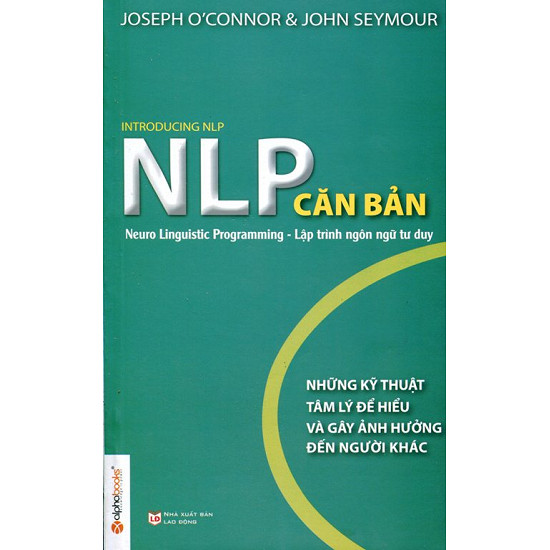 JOSEPH O'CONNOR & JOHN SEYMOUR
INTRODUCING NLP
NLP
CĂN BẢN
Neuro Linguistic Programming - Lập trình ngôn ngữ tư duy
NHỮNG KỸ THUẬT
TÂM LÝ ĐỂ HIỂU
VÀ GÂY ẢNH HƯỞNG
ĐẾN NGƯỜI KHÁC
alphabooks®
LĐ
NHÀ XUẤT BẢN
LAO ĐỘNG